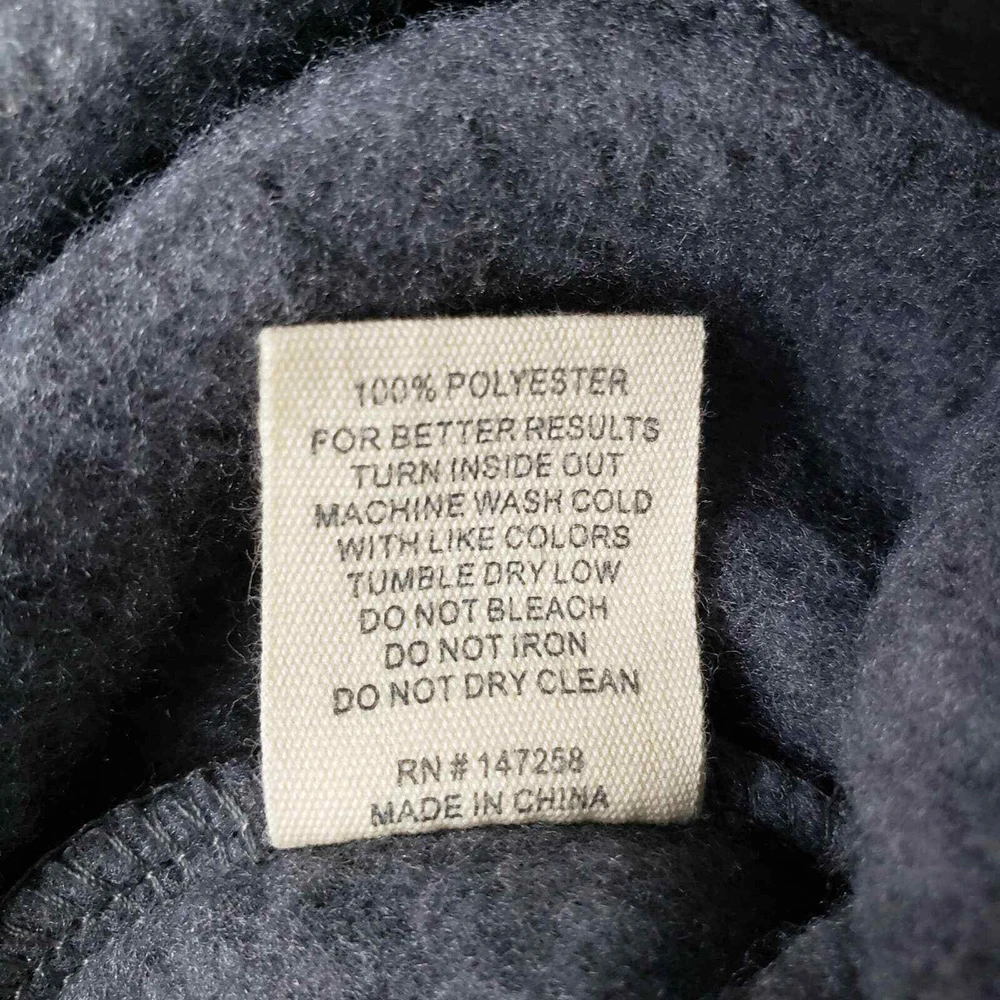 100% POLYESTER
FOR BETTER RESULTS
TURN INSIDE OUT
MACHINE WASH COLD
WITH LIKE COLORS
TUMBLE DRY LOW
DO NOT BLEACH
DO NOT IRON
DO NOT DRY CLEAN
RN # 147258
MADE IN CHINA